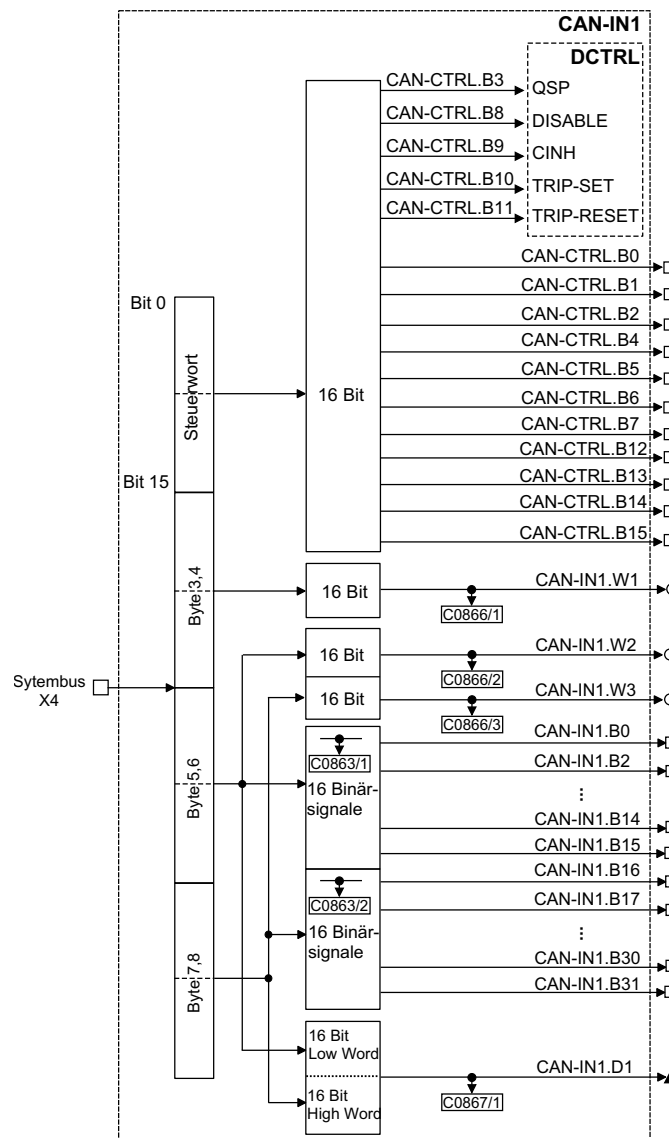 CAN-IN1
DCTRL
CAN-CTRL.B3
QSP
CAN-CTRL.B8
DISABLE
CAN-CTRL.B9
CINH
CAN-CTRL.B10
TRIP-SET
CAN-CTRL.B11
TRIP-RESET
CAN-CTRL.B0
CAN-CTRL.B1
CAN-CTRL.B2
CAN-CTRL.B4
CAN-CTRL.B5
CAN-CTRL.B6
CAN-CTRL.B7
CAN-CTRL.B12
CAN-CTRL.B13
CAN-CTRL.B14
CAN-CTRL.B15
Bit 0
Steuerwort
16 Bit
Bit 15
Byte 3,4
16 Bit
CAN-IN1.W1
C0866/1
16 Bit
CAN-IN1.W2
C0866/2
Sytembus
X4
16 Bit
CAN-IN1.W3
C0866/3
Byte 5,6
C0863/1
16 Binär-
signale
CAN-IN1.B0
CAN-IN1.B2
...
CAN-IN1.B14
CAN-IN1.B15
Byte 7,8
C0863/2
16 Binär-
signale
CAN-IN1.B16
CAN-IN1.B17
...
CAN-IN1.B30
CAN-IN1.B31
16 Bit
Low Word
16 Bit
High Word
CAN-IN1.D1
C0867/1